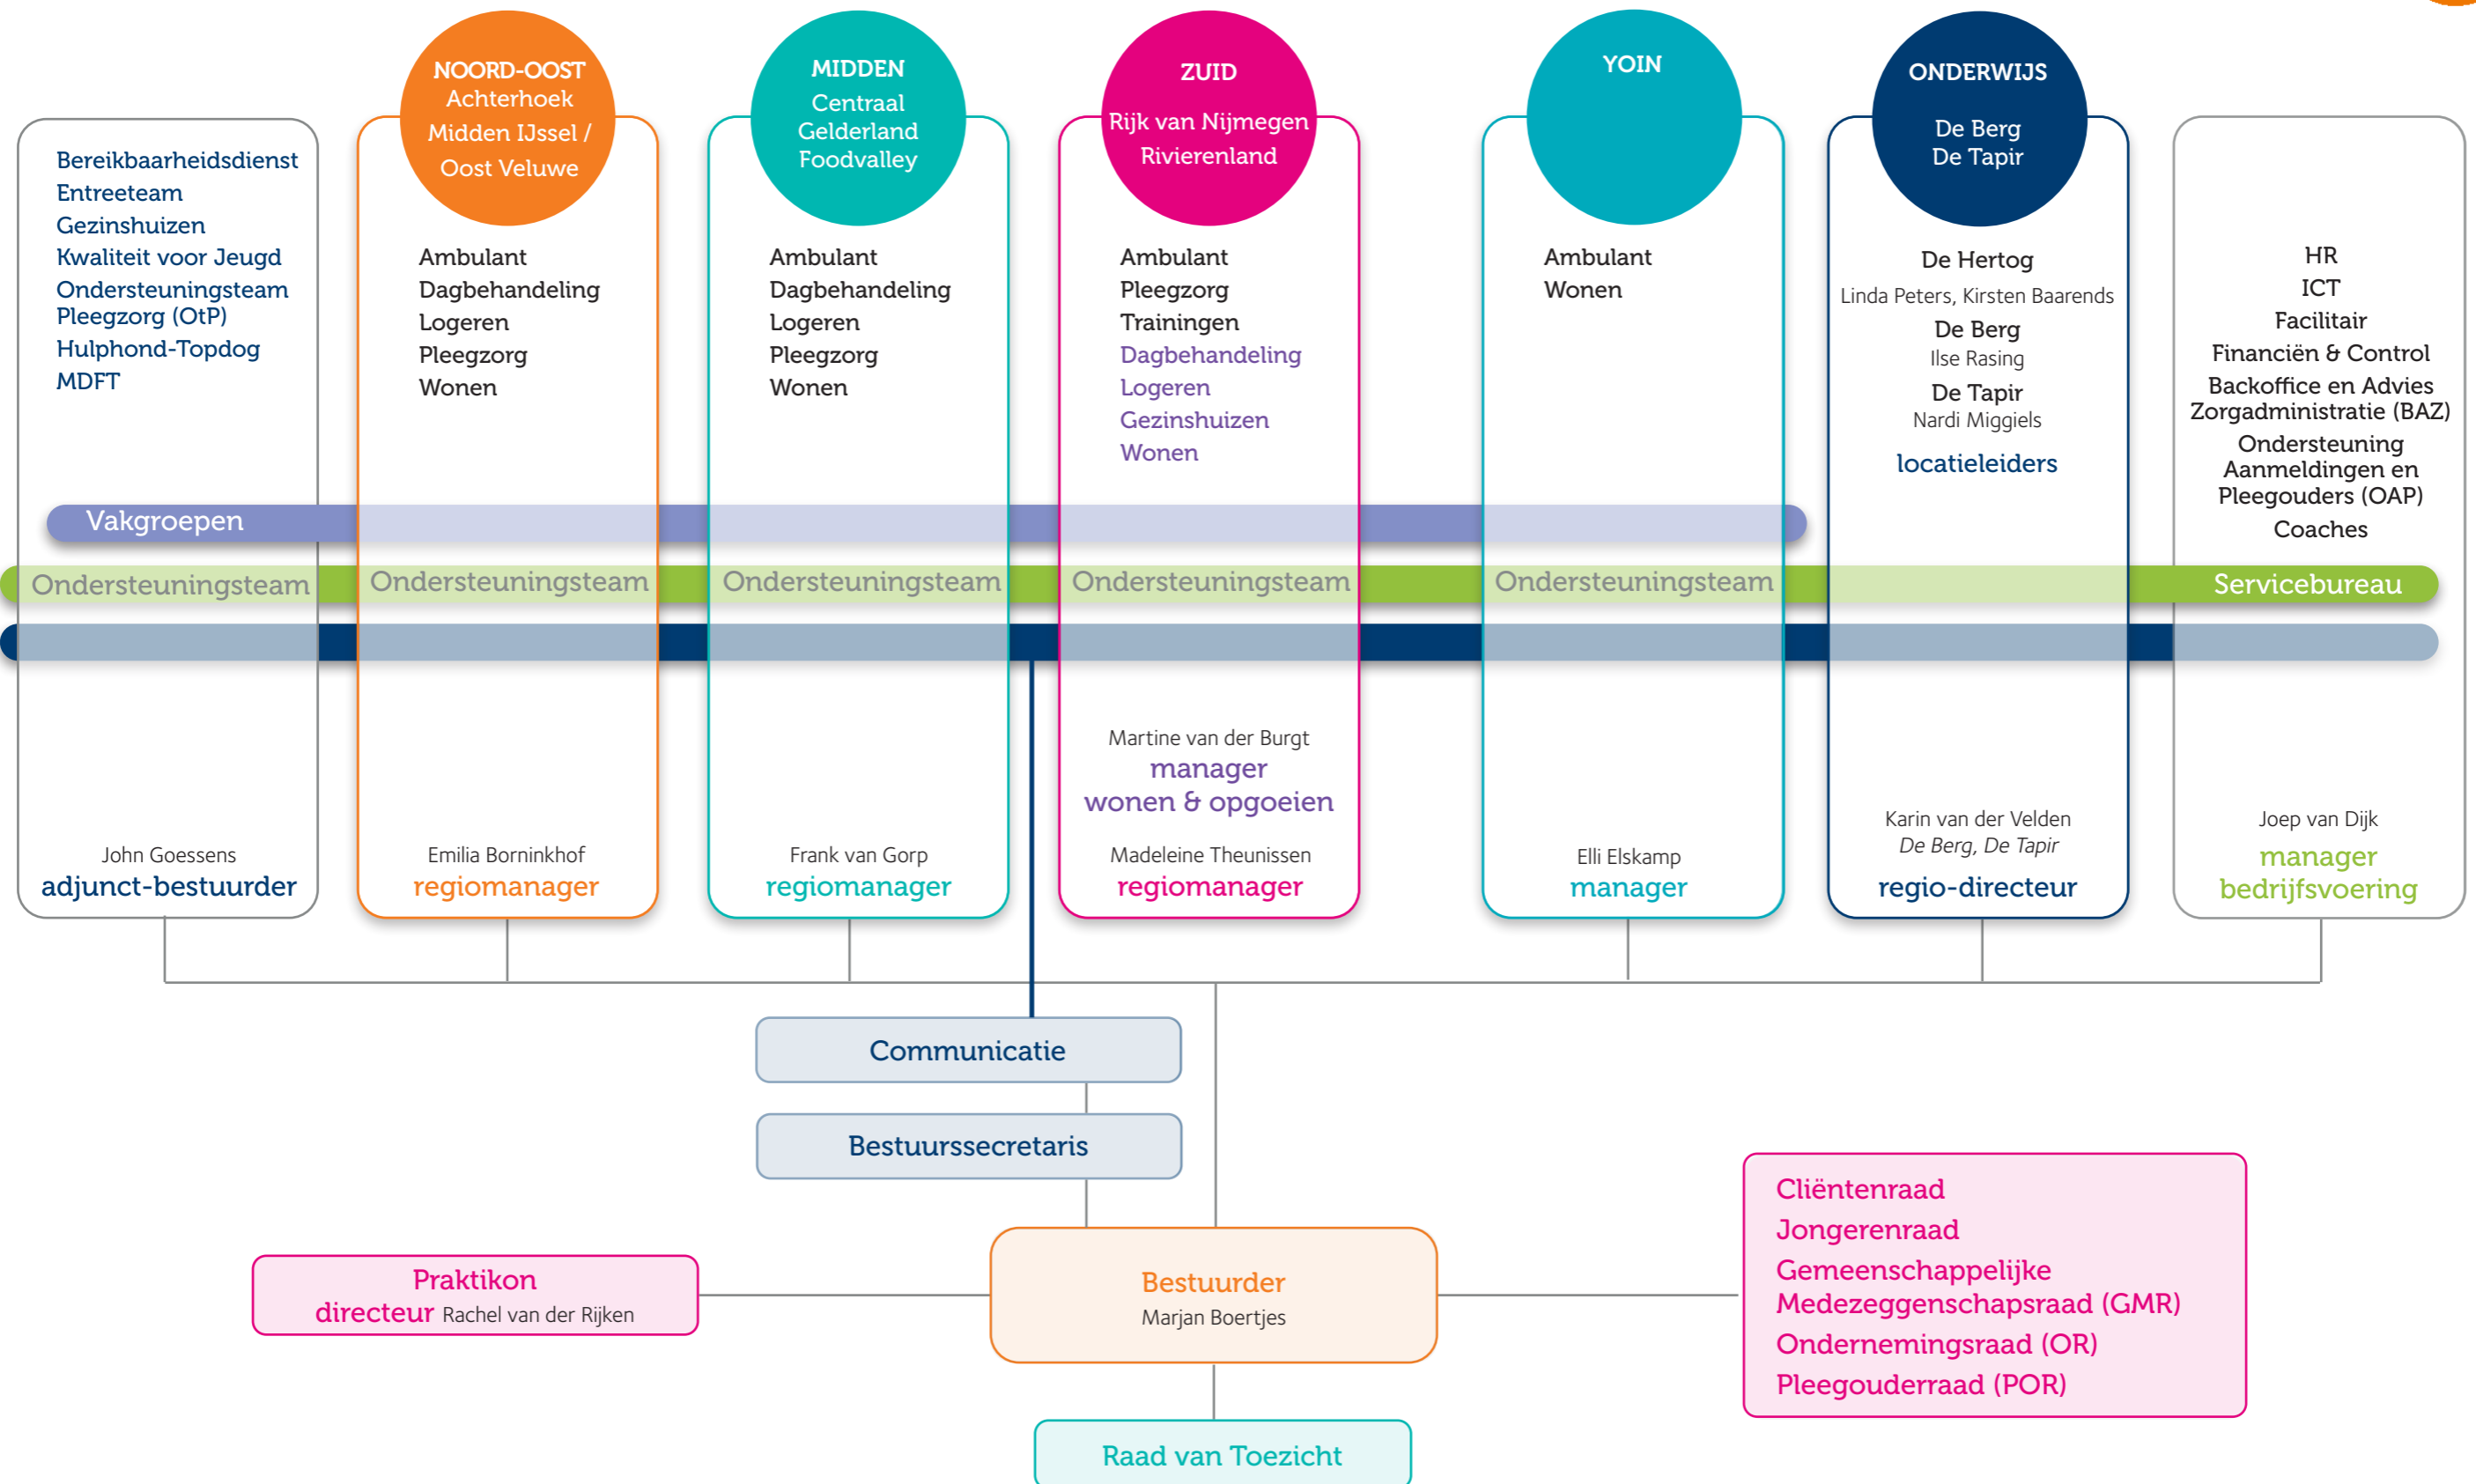 Bereikbaarheidsdienst
Entreeteam
Gezinshuizen
Kwaliteit voor Jeugd
Ondersteuningsteam
Pleegzorg (OtP)
Hulphond-Topdog
MDFT
John Goessens
adjunct-bestuurder
NOORD-OOST
Achterhoek
Midden IJssel /
Oost Veluwe
Ambulant
Dagbehandeling
Logeren
Pleegzorg
Wonen
Emilia Borninkhof
regiomanager
MIDDEN
Centraal
Gelderland
Foodvalley
Ambulant
Dagbehandeling
Logeren
Pleegzorg
Wonen
Frank van Gorp
regiomanager
ZUID
Rijk van Nijmegen
Rivierenland
Ambulant
Pleegzorg
Trainingen
Dagbehandeling
Logeren
Gezinshuizen
Wonen
Martine van der Burgt
manager
wonen & opgoeien
Madeleine Theunissen
regiomanager
YOIN
Ambulant
Wonen
Elli Elskamp
manager
ONDERWIJS
De Berg
De Tapir
De Hertog
Linda Peters, Kirsten Baarends
De Berg
Ilse Rasing
De Tapir
Nardi Miggiels
locatieleiders
Karin van der Velden
De Berg, De Tapir
regio-directeur
HR
ICT
Facilitair
Financiën & Control
Backoffice en Advies
Zorgadministratie (BAZ)
Ondersteuning
Aanmeldingen en
Pleegouders (OAP)
Coaches
Joep van Dijk
manager
bedrijfsvoering
Vakgroepen
Ondersteuningsteam
Ondersteuningsteam
Ondersteuningsteam
Ondersteuningsteam
Ondersteuningsteam
Servicebureau
Communicatie
Bestuurssecretaris
Praktikon
directeur Rachel van der Rijken
Bestuurder
Marjan Boertjes
Cliëntenraad
Jongerenraad
Gemeenschappelijke
Medezeggenschapsraad (GMR)
Ondernemingsraad (OR)
Pleegouderraad (POR)
Raad van Toezicht